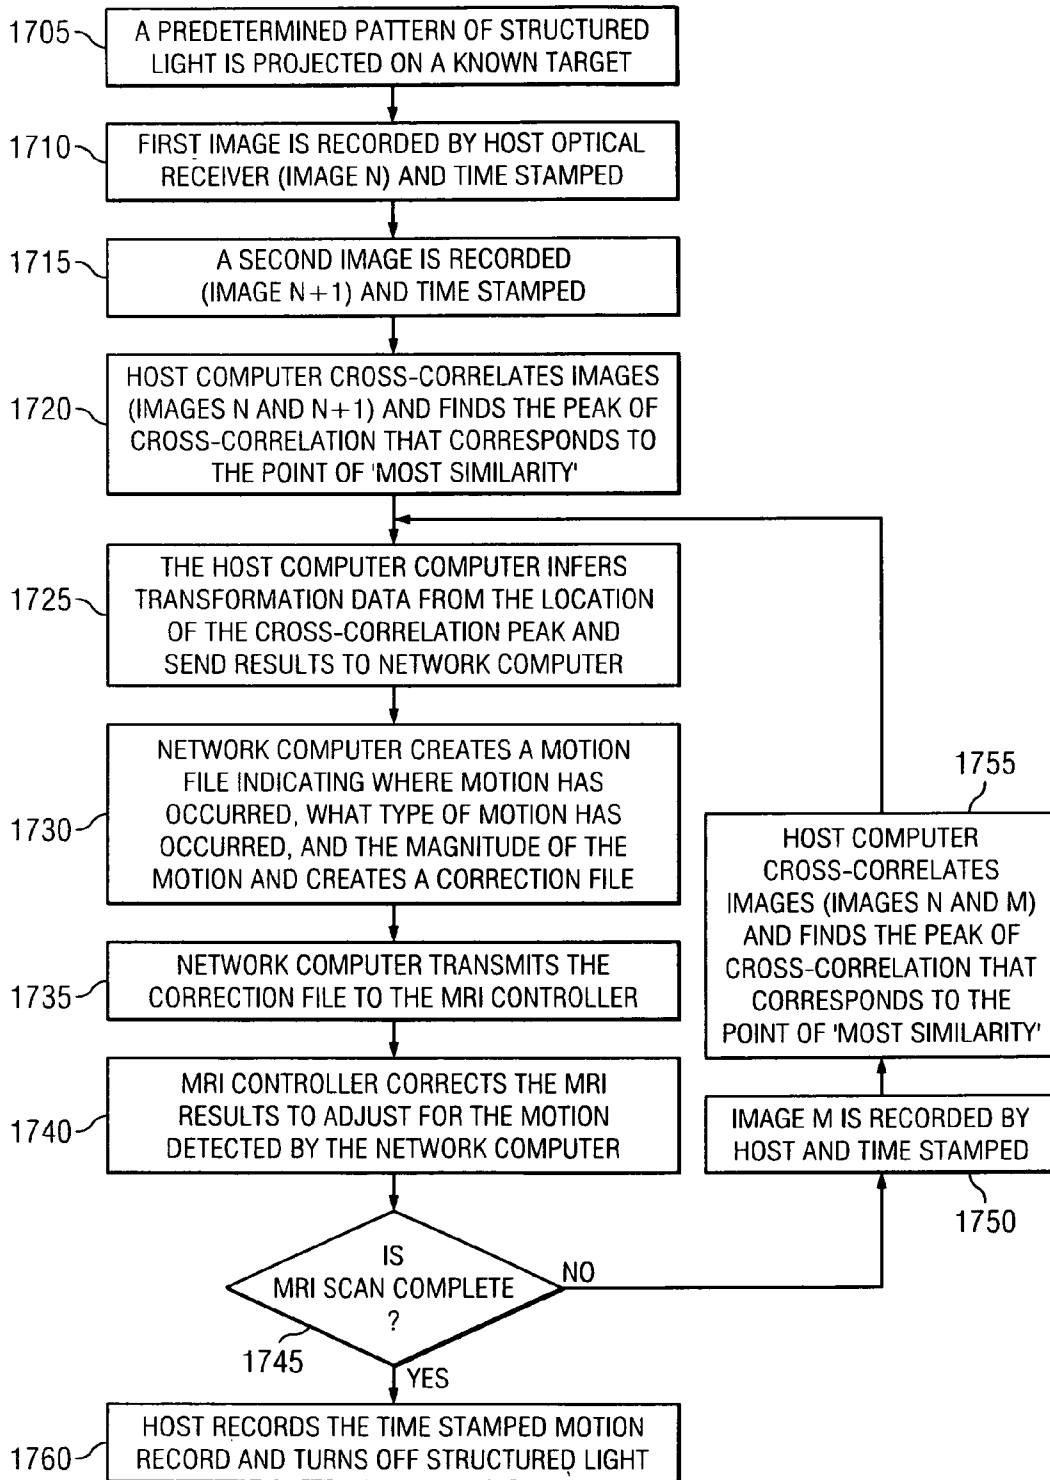 1705
A PREDETERMINED PATTERN OF STRUCTURED
LIGHT IS PROJECTED ON A KNOWN TARGET
1710
FIRST IMAGE IS RECORDED BY HOST OPTICAL
RECEIVER (IMAGE N) AND TIME STAMPED
1715
A SECOND IMAGE IS RECORDED
(IMAGE N+1) AND TIME STAMPED
1720
HOST COMPUTER CROSS-CORRELATES IMAGES
(IMAGES N AND N+1) AND FINDS THE PEAK OF
CROSS-CORRELATION THAT CORRESPONDS TO
THE POINT OF 'MOST SIMILARITY'
1725
THE HOST COMPUTER COMPUTER INFERS
TRANSFORMATION DATA FROM THE LOCATION
OF THE CROSS-CORRELATION PEAK AND
SEND RESULTS TO NETWORK COMPUTER
1730
NETWORK COMPUTER CREATES A MOTION
FILE INDICATING WHERE MOTION HAS
OCCURRED, WHAT TYPE OF MOTION HAS
OCCURRED, AND THE MAGNITUDE OF THE
MOTION AND CREATES A CORRECTION FILE
1735
NETWORK COMPUTER TRANSMITS THE
CORRECTION FILE TO THE MRI CONTROLLER
1740
MRI CONTROLLER CORRECTS THE MRI
RESULTS TO ADJUST FOR THE MOTION
DETECTED BY THE NETWORK COMPUTER
IS
MRI SCAN COMPLETE
?
1745
NO
YES
1750
IMAGE M IS RECORDED BY
HOST AND TIME STAMPED
1755
HOST COMPUTER
CROSS-CORRELATES
IMAGES (IMAGES N AND M)
AND FINDS THE PEAK OF
CROSS-CORRELATION THAT
CORRESPONDS TO THE
POINT OF 'MOST SIMILARITY'
1760
HOST RECORDS THE TIME STAMPED MOTION
RECORD AND TURNS OFF STRUCTURED LIGHT